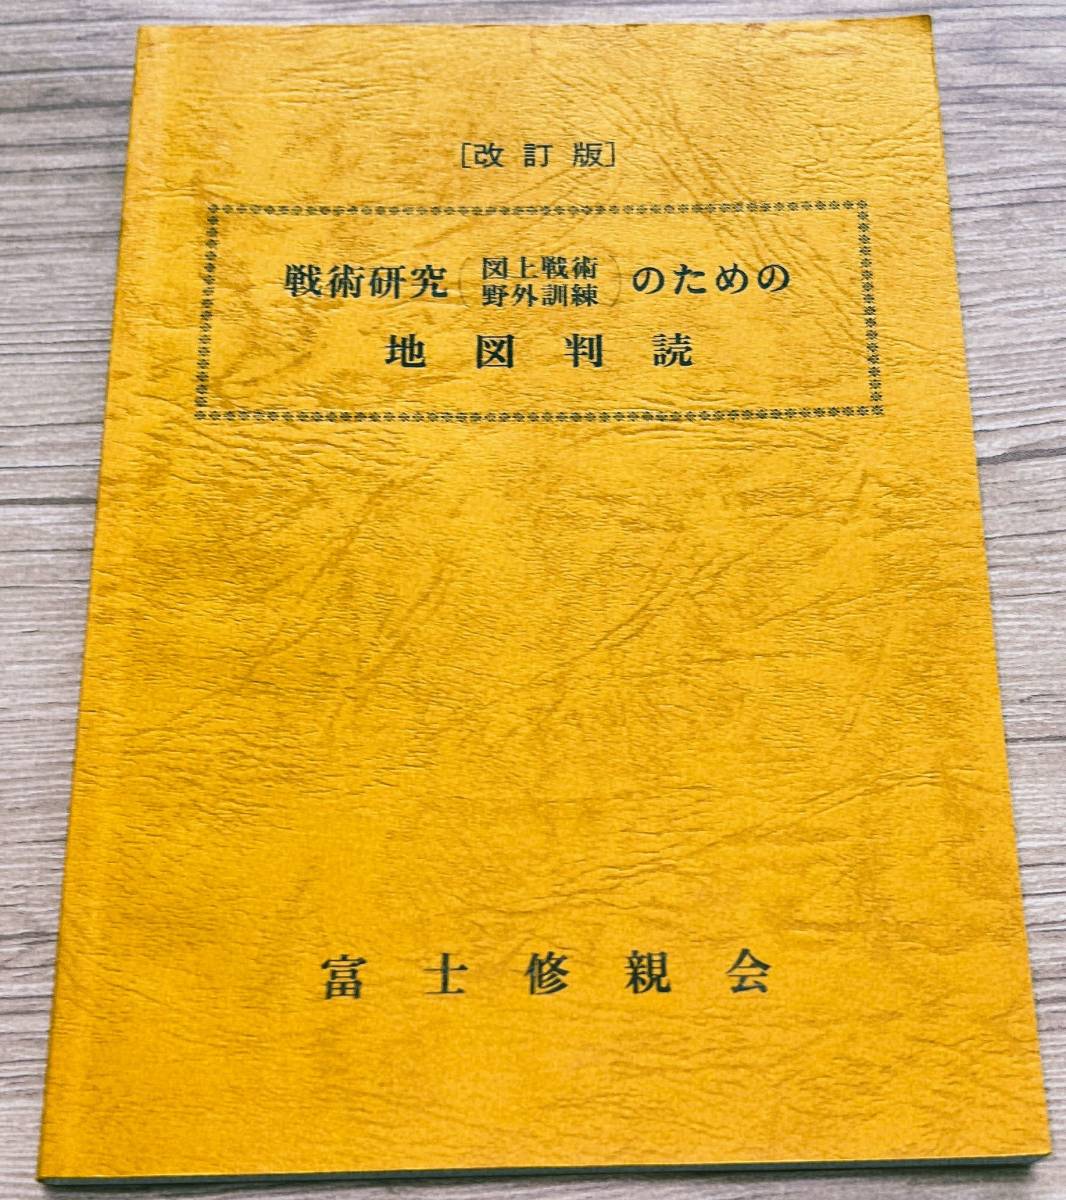 [改訂版]
戦術研究(図上戦術 野外訓練)のための
地図判読
富士修親会